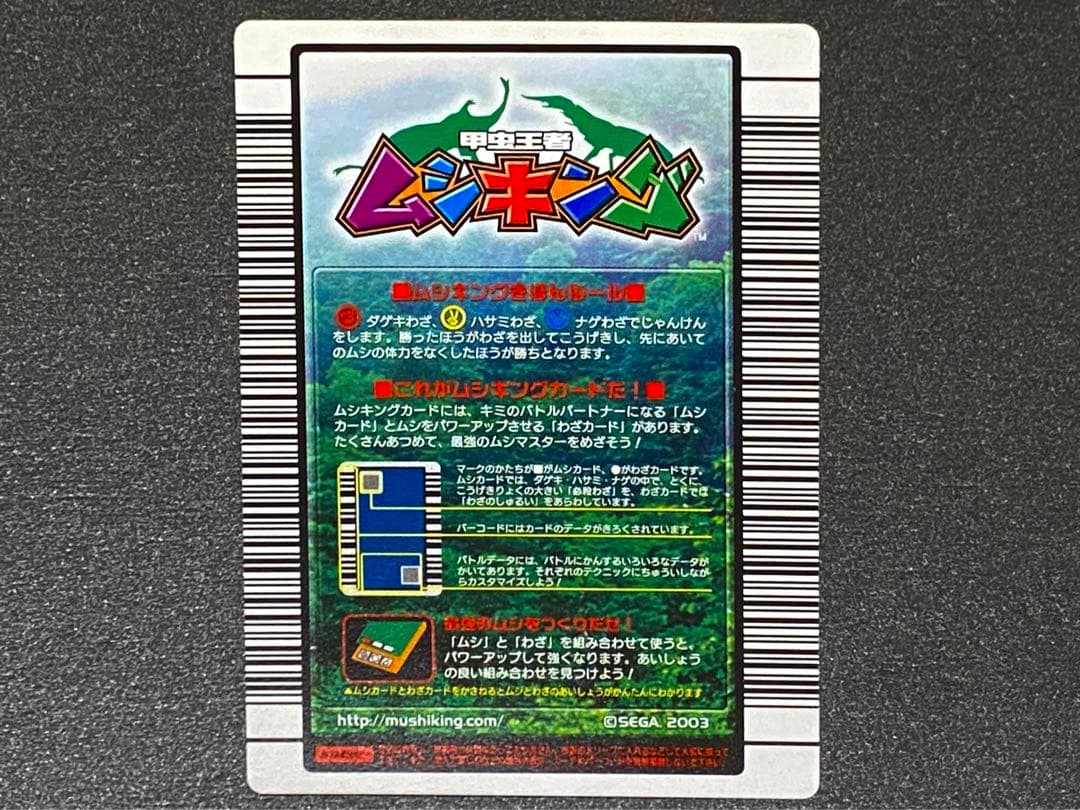 甲虫王者
ムシキング
TM
■ムシキングきほんルール■
ダゲキわざ、 ハサミわざ、 ナゲわざでじゃんけん
をします。勝ったほうがわざを出してこうげきし、先にあいて
のムシの体力をなくしたほうが勝ちとなります。
■これがムシキングカードだ！■
ムシキングカードには、キミのバトルパートナーになる「ムシ
カード」とムシをパワーアップさせる「わざカード」があります。
たくさんあつめて、最強のムシマスターをめざそう！
マークのかたちが■がムシカード、●がわざカードです。
ムシカードでは、ダゲキ・ハサミ・ナゲの中で、とくに、
こうげきりょくの大きい「必殺わざ」を、わざカードでは
「わざのしゅるい」をあらわしています。
バーコードにはカードのデータがきろくされています。
バトルデータには、バトルにかんするいろいろなデータが
かいてあります。それぞれのテクニックにちゅういしなが
らカスタマイズしよう！
最強のムシをつくりだせ！
「ムシ」と「わざ」を組み合わせて使うと、
パワーアップして強くなります。あいしょう
の良い組み合わせを見つけよう！
▲ムシカードとわざカードをかさねるとムシとわざのあいしょうがかんたんにわかります
http://mushiking.com/
©SEGA, 2003